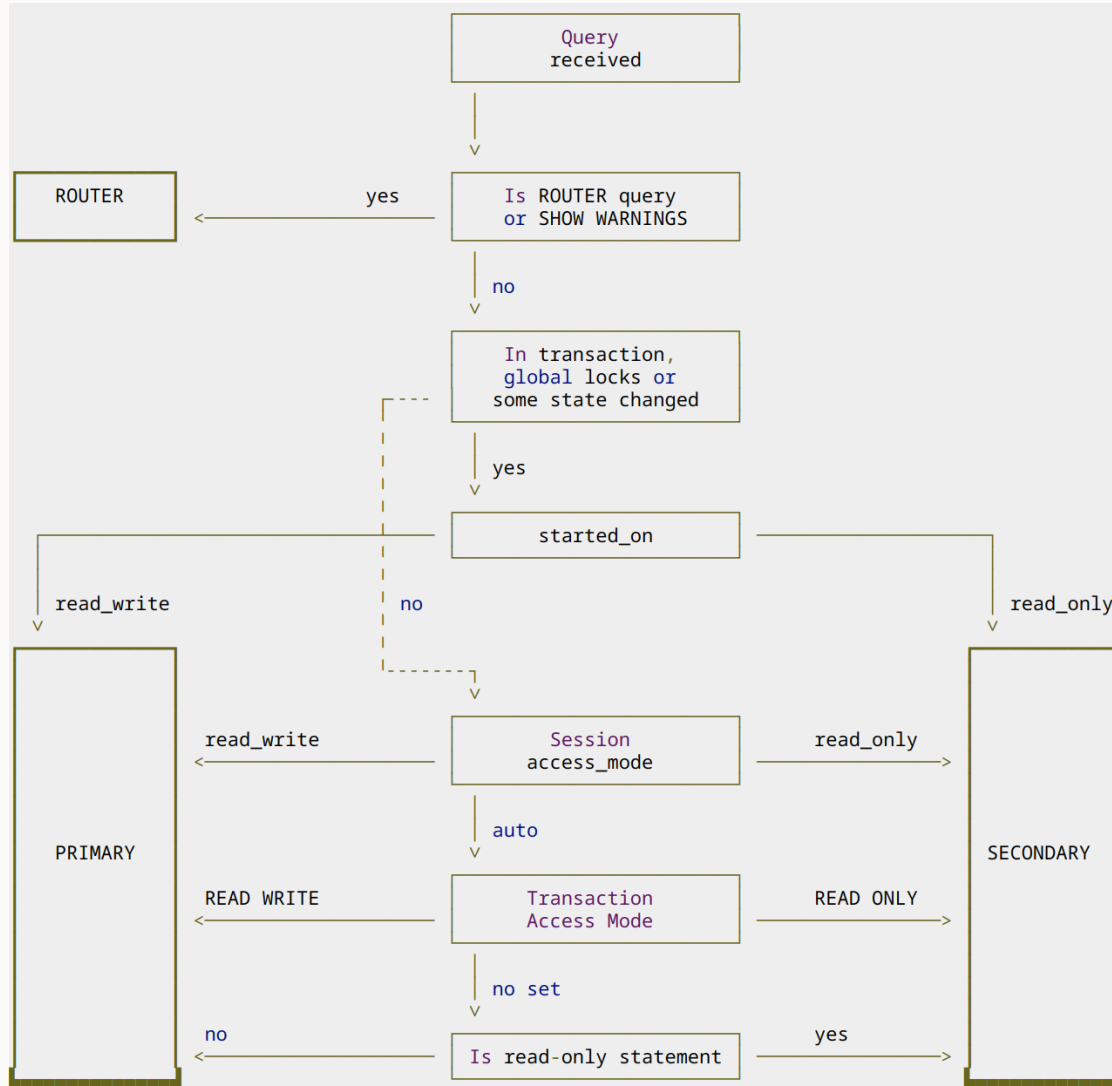 Query
received
ROUTER
yes
Is ROUTER query
or SHOW WARNINGS
no
In transaction,
global locks or
some state changed
yes
started_on
read_write
no
read_only
read_write
Session
read_only
access_mode
auto
PRIMARY
SECONDARY
READ WRITE
Transaction
READ ONLY
Access Mode
no set
no
yes
Is read-only statement